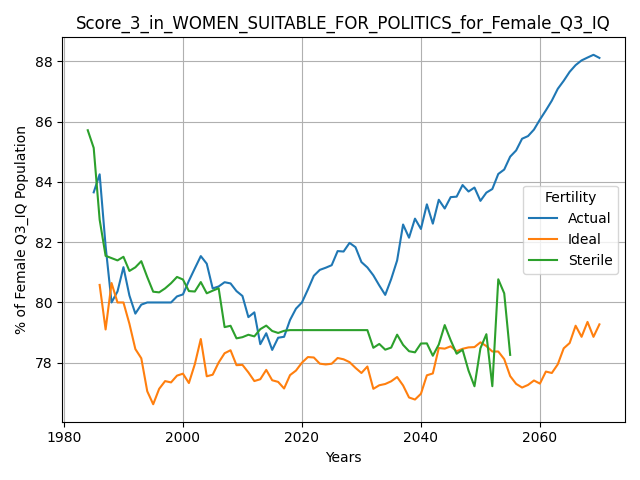 Score_3_in_WOMEN_SUITABLE_FOR_POLITICS_for_Female_Q3_IQ
% of Female Q3_IQ Population
88
86
84
82
80
78
Fertility
Actual
Ideal
Sterile
1980
2000
2020
2040
2060
Years